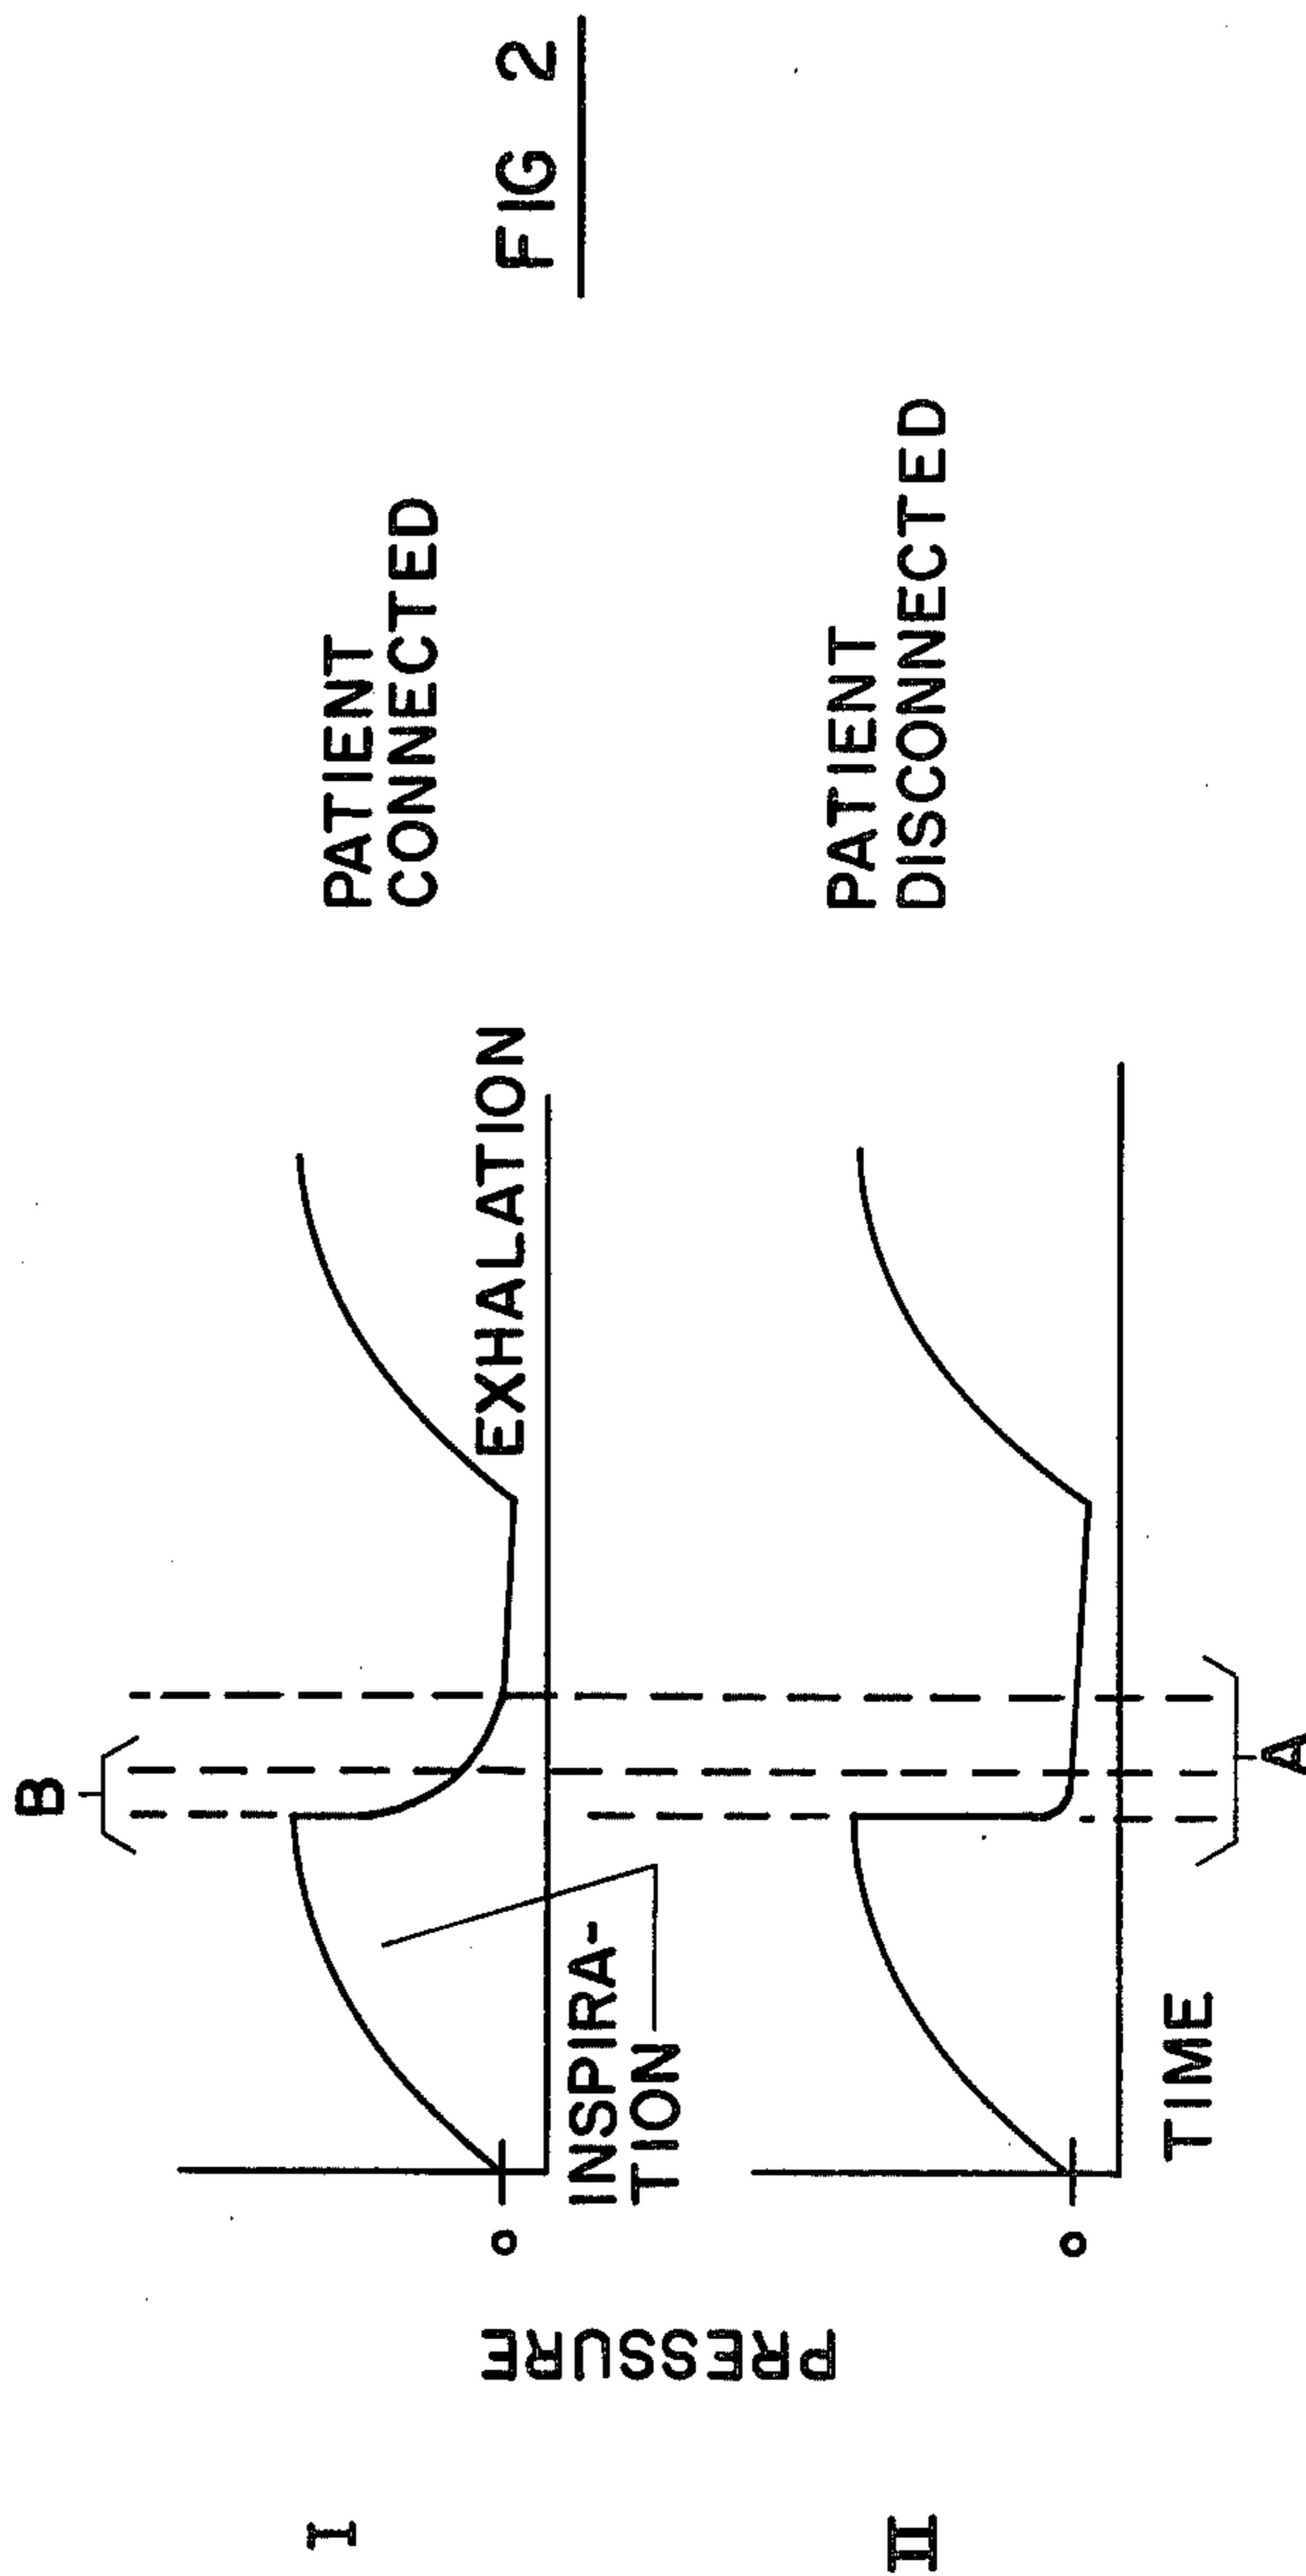 B
I
O
PATIENT
CONNECTED
EXHALATION
INSPIRA-
TION
FIG 2
PRESSURE
II
O
PATIENT
DISCONNECTED
TIME
A